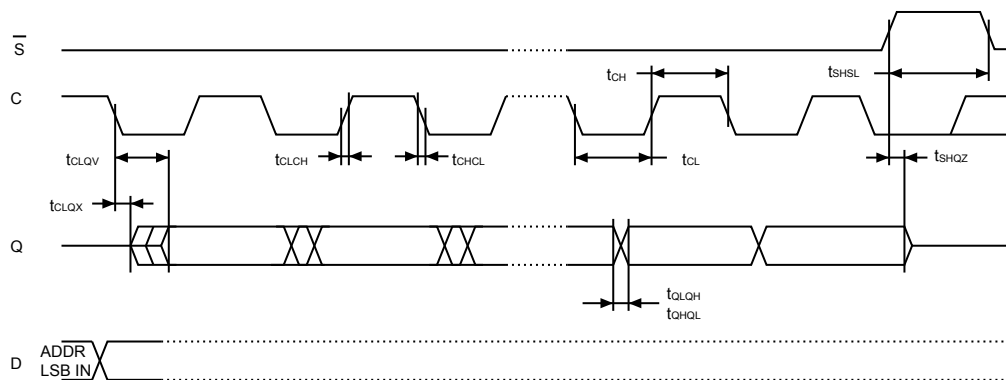 S̅
tCH
tSHSL
C
tCLQV
tCLCH
tCHCL
tCL
tSHQZ
tCLQX
Q
tQLQH
tQHQL
D
ADDR
LSB IN